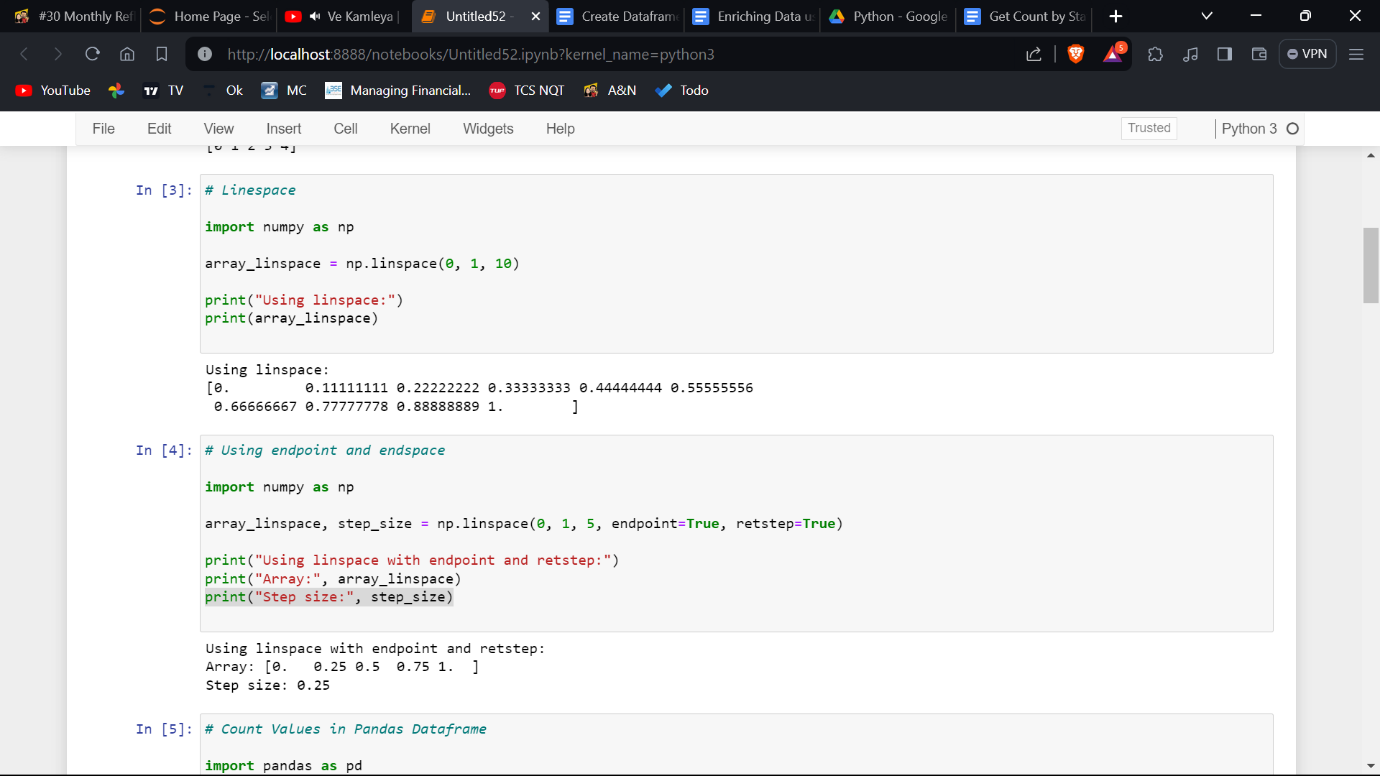 #30 Monthly Ref
Home Page - Sel
Ve Kamleya |
Untitled52 -
Create Datafram
Enriching Data u
Python - Google
Get Count by Sta
http://localhost:8888/notebooks/Untitled52.ipynb?kernel_name=python3
5
VPN
YouTube
TV
Ok
MC
Managing Financial...
TCS NQT
A&N
Todo
File Edit View Insert Cell Kernel Widgets Help
Trusted
Python 3
[0 1 2 3 4]
In [3]: # Linespace
import numpy as np
array_linspace = np.linspace(0, 1, 10)
print("Using linspace:")
print(array_linspace)
Using linspace:
[0.         0.11111111 0.22222222 0.33333333 0.44444444 0.55555556
 0.66666667 0.77777778 0.88888889 1.        ]
In [4]: # Using endpoint and endspace
import numpy as np
array_linspace, step_size = np.linspace(0, 1, 5, endpoint=True, retstep=True)
print("Using linspace with endpoint and retstep:")
print("Array:", array_linspace)
print("Step size:", step_size)
Using linspace with endpoint and retstep:
Array: [0.   0.25 0.5  0.75 1.  ]
Step size: 0.25
In [5]: # Count Values in Pandas Dataframe
import pandas as pd